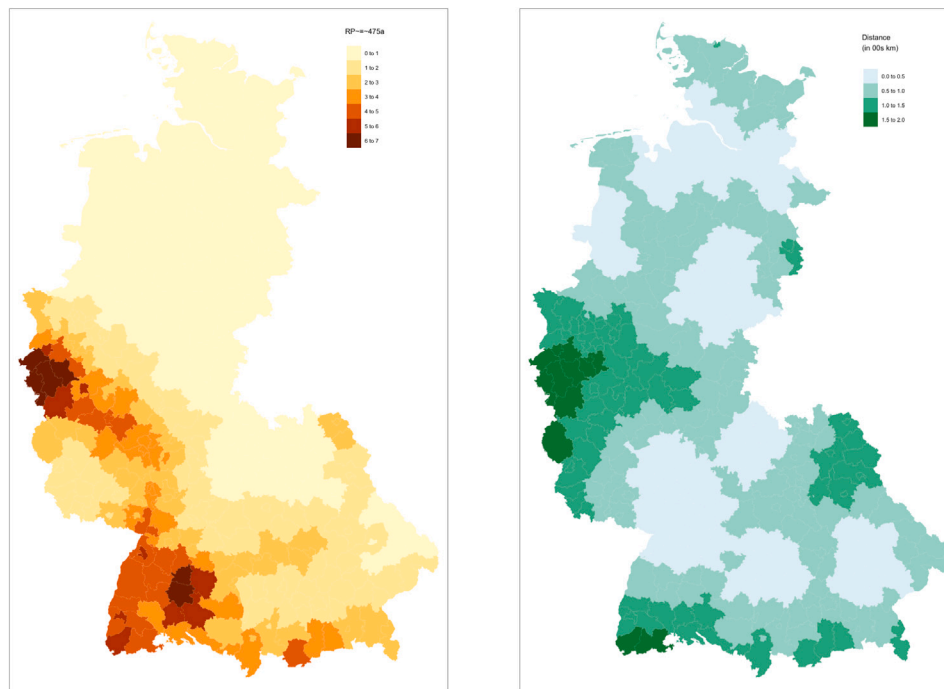 RP~=~475a
0 to 1
1 to 2
2 to 3
3 to 4
4 to 5
5 to 6
6 to 7
Distance
(in 00s km)
0.0 to 0.5
0.5 to 1.0
1.0 to 1.5
1.5 to 2.0